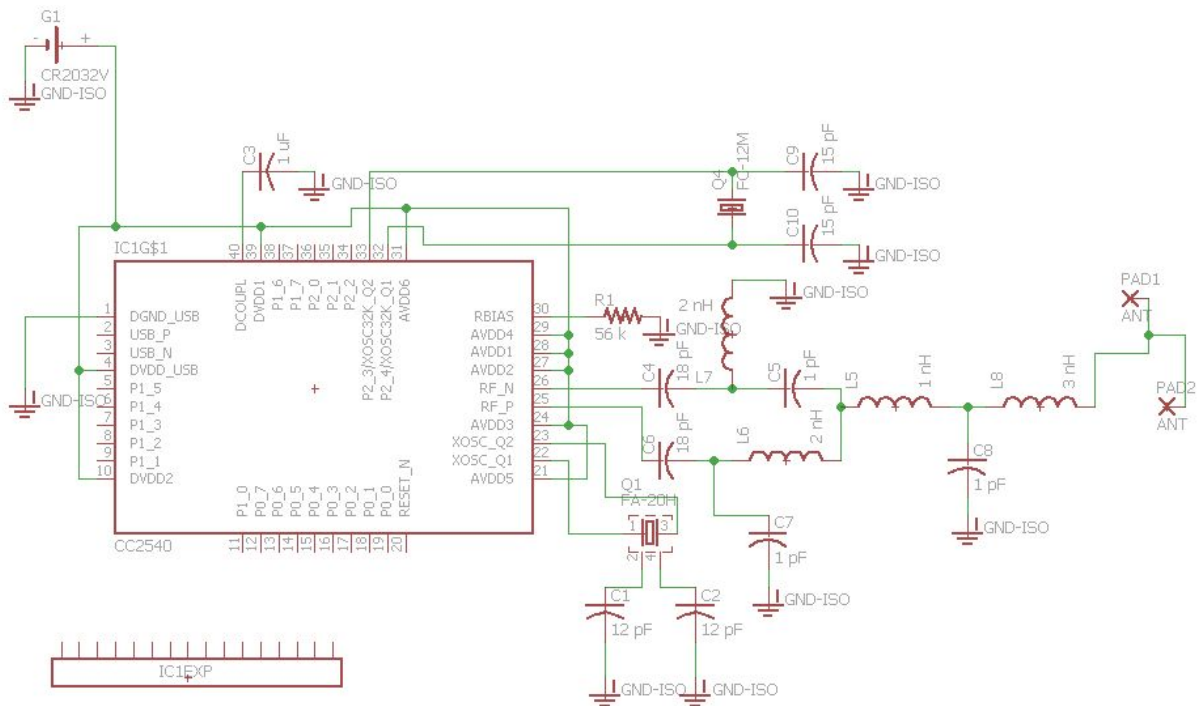 G1
- +
CR2032V
GND-ISO
C3
1 uF
GND-ISO
Q4
FC-12M
C9
15 pF
GND-ISO
C10
15 pF
GND-ISO
IC1G$1
40 39 38 37 36 35 34 33 32 31
DCOUPL
DVDD1
P1_6
P1_7
P2_0
P2_1
P2_2
P2_3/XOSC32K_Q2
P2_4/XOSC32K_Q1
AVDD6
1 DGND_USB
2 USB_P
3 USB_N
4 DVDD_USB
5 P1_5
6 P1_4
7 P1_3
8 P1_2
9 P1_1
10 DVDD2
GND-ISO
RBIAS 30
AVDD4 29
AVDD1 28
AVDD2 27
RF_N 26
RF_P 25
AVDD3 24
XOSC_Q2 23
XOSC_Q1 22
AVDD5 21
P1_0
P0_7
P0_6
P0_5
P0_4
P0_3
P0_2
P0_1
P0_0
RESET_N
11 12 13 14 15 16 17 18 19 20
CC2540
R1
56 k
GND-ISO
2 nH
L7
GND-ISO
C4
18 pF
C5
1 pF
C6
18 pF
L6
2 nH
L5
1 nH
L8
3 nH
PAD1
ANT
PAD2
ANT
C8
1 pF
GND-ISO
C7
1 pF
GND-ISO
Q1
FA-20H
1 3
2 4
C1
12 pF
GND-ISO
C2
12 pF
GND-ISO
IC1EXP